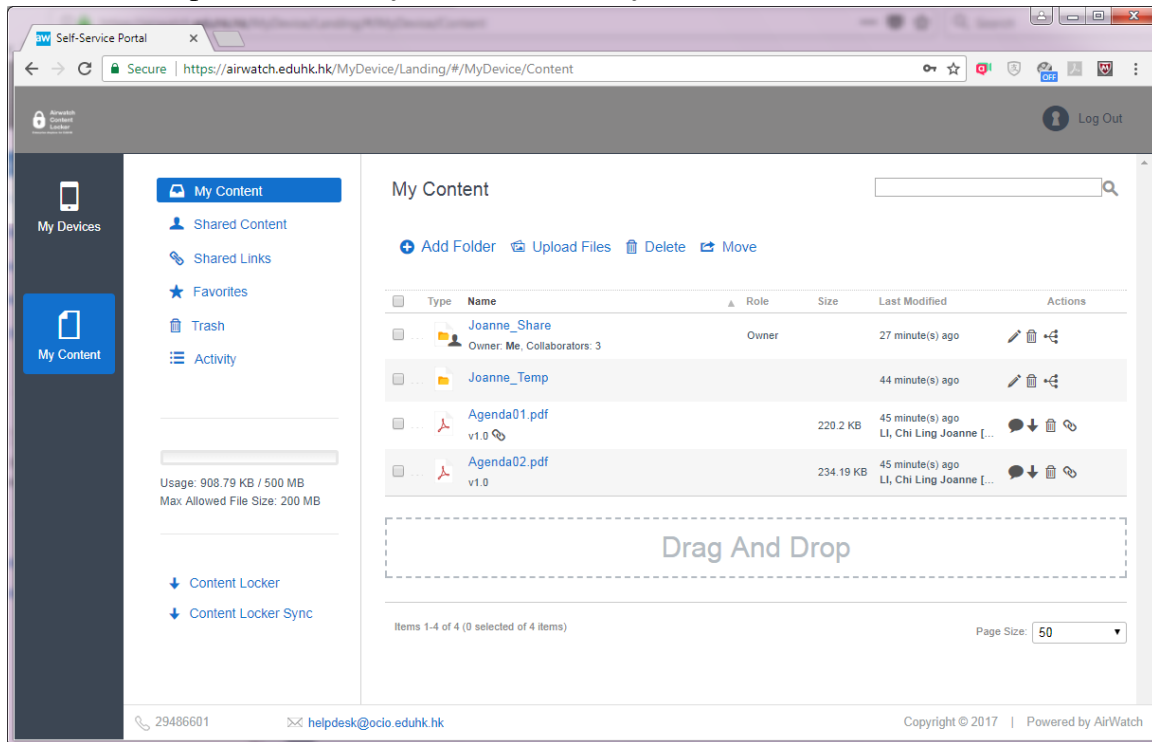 Self-Service Portal
Secure | https://airwatch.eduhk.hk/MyDevice/Landing/#/MyDevice/Content
OFF
Airwatch
Content
Locker
Log Out
My Devices
My Content
My Content
Shared Content
Shared Links
Favorites
Trash
Activity
Usage: 908.79 KB / 500 MB
Max Allowed File Size: 200 MB
Content Locker
Content Locker Sync
My Content
Add Folder Upload Files Delete Move
Type Name Role Size Last Modified Actions
Joanne_Share Owner 27 minute(s) ago
Owner: Me, Collaborators: 3
Joanne_Temp 44 minute(s) ago
Agenda01.pdf 220.2 KB 45 minute(s) ago
v1.0 LI, Chi Ling Joanne [...
Agenda02.pdf 234.19 KB 45 minute(s) ago
v1.0 LI, Chi Ling Joanne [...
Drag And Drop
Items 1-4 of 4 (0 selected of 4 items)
Page Size: 50
29486601 helpdesk@ocio.eduhk.hk Copyright © 2017 | Powered by AirWatch